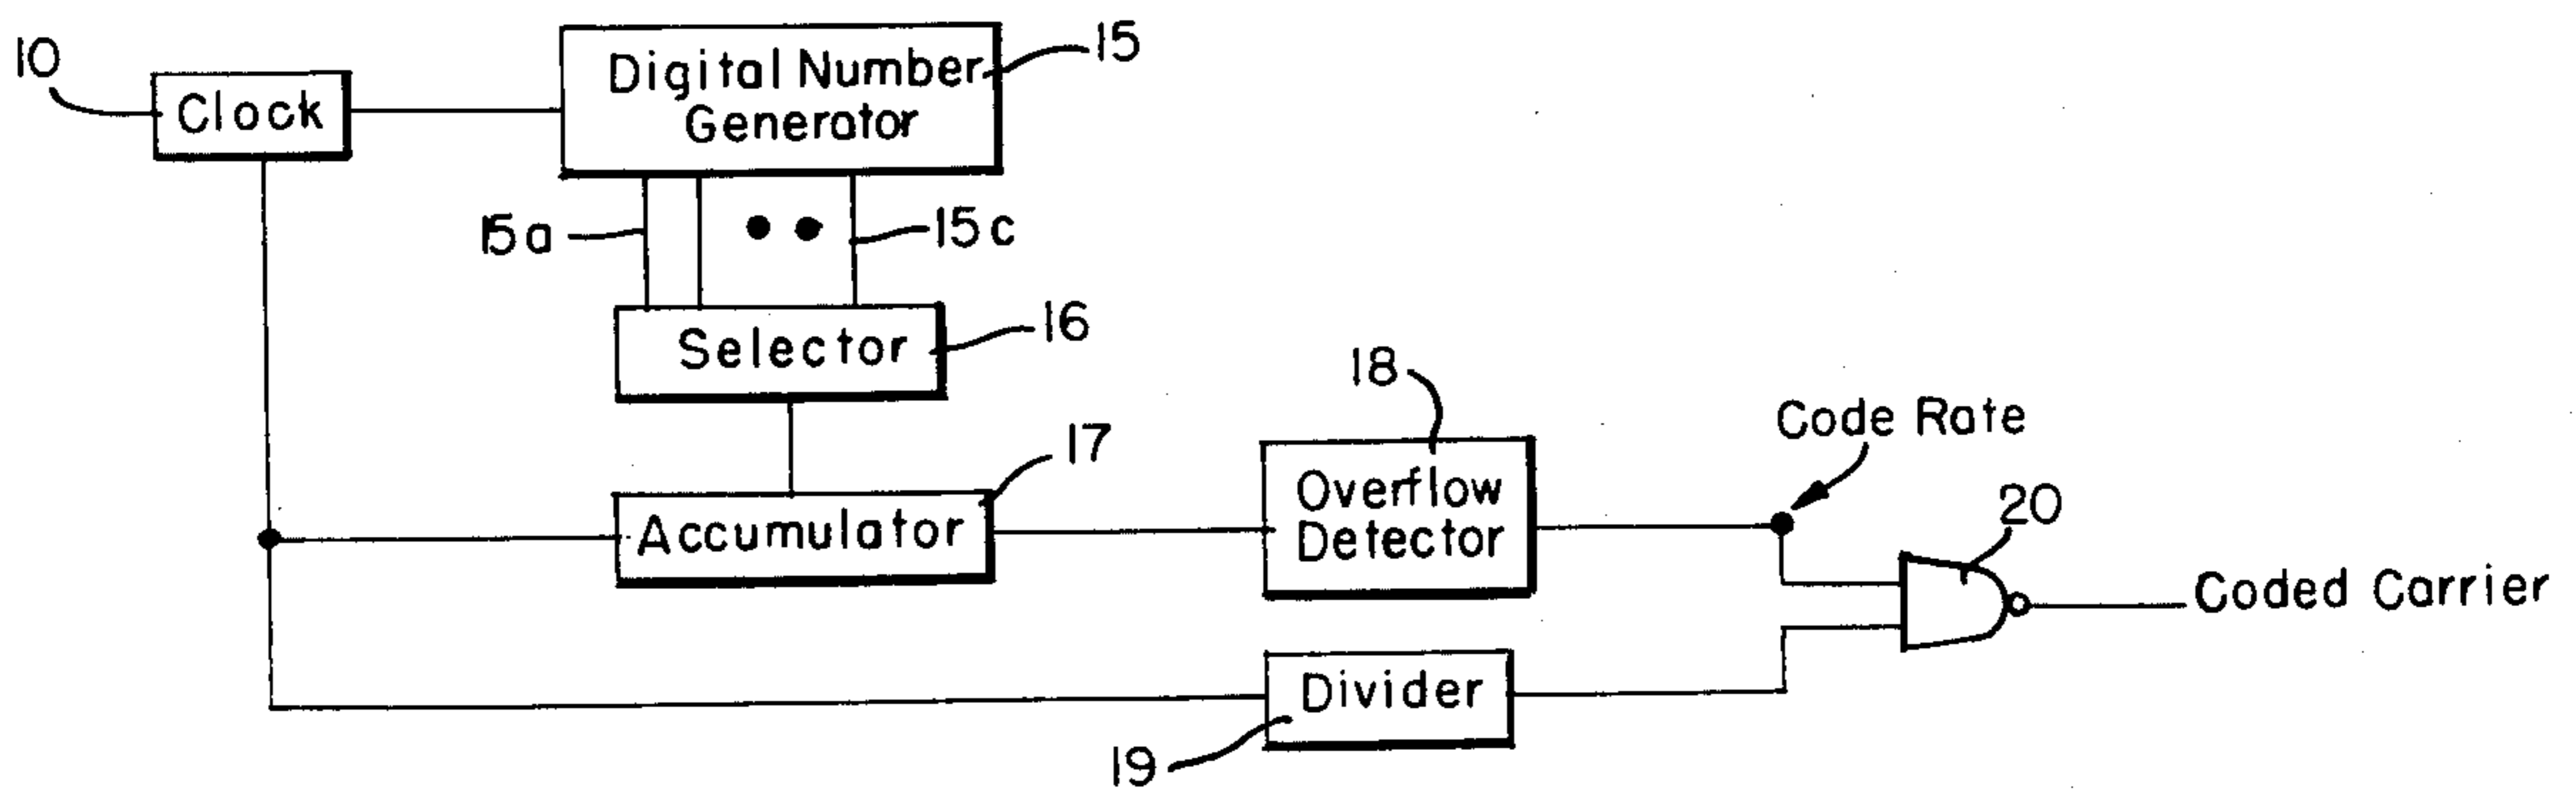 10
Clock
Digital Number
Generator
15
15a
15c
Selector
16
17
Accumulator
18
Overflow
Detector
Code Rate
20
Coded Carrier
Divider
19